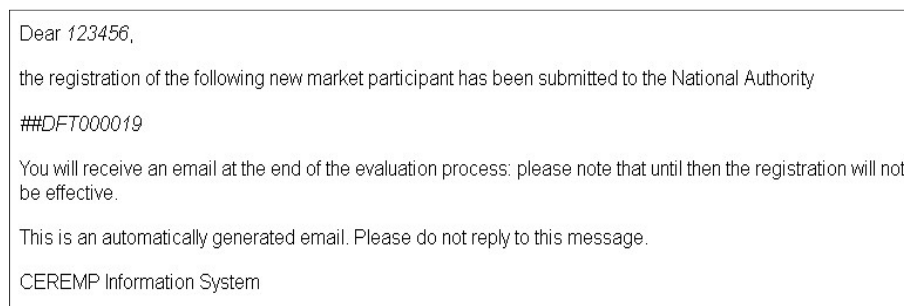 Dear 123456,
the registration of the following new market participant has been submitted to the National Authority
##DFT000019
You will receive an email at the end of the evaluation process: please note that until then the registration will not
be effective.
This is an automatically generated email. Please do not reply to this message.
CEREMP Information System